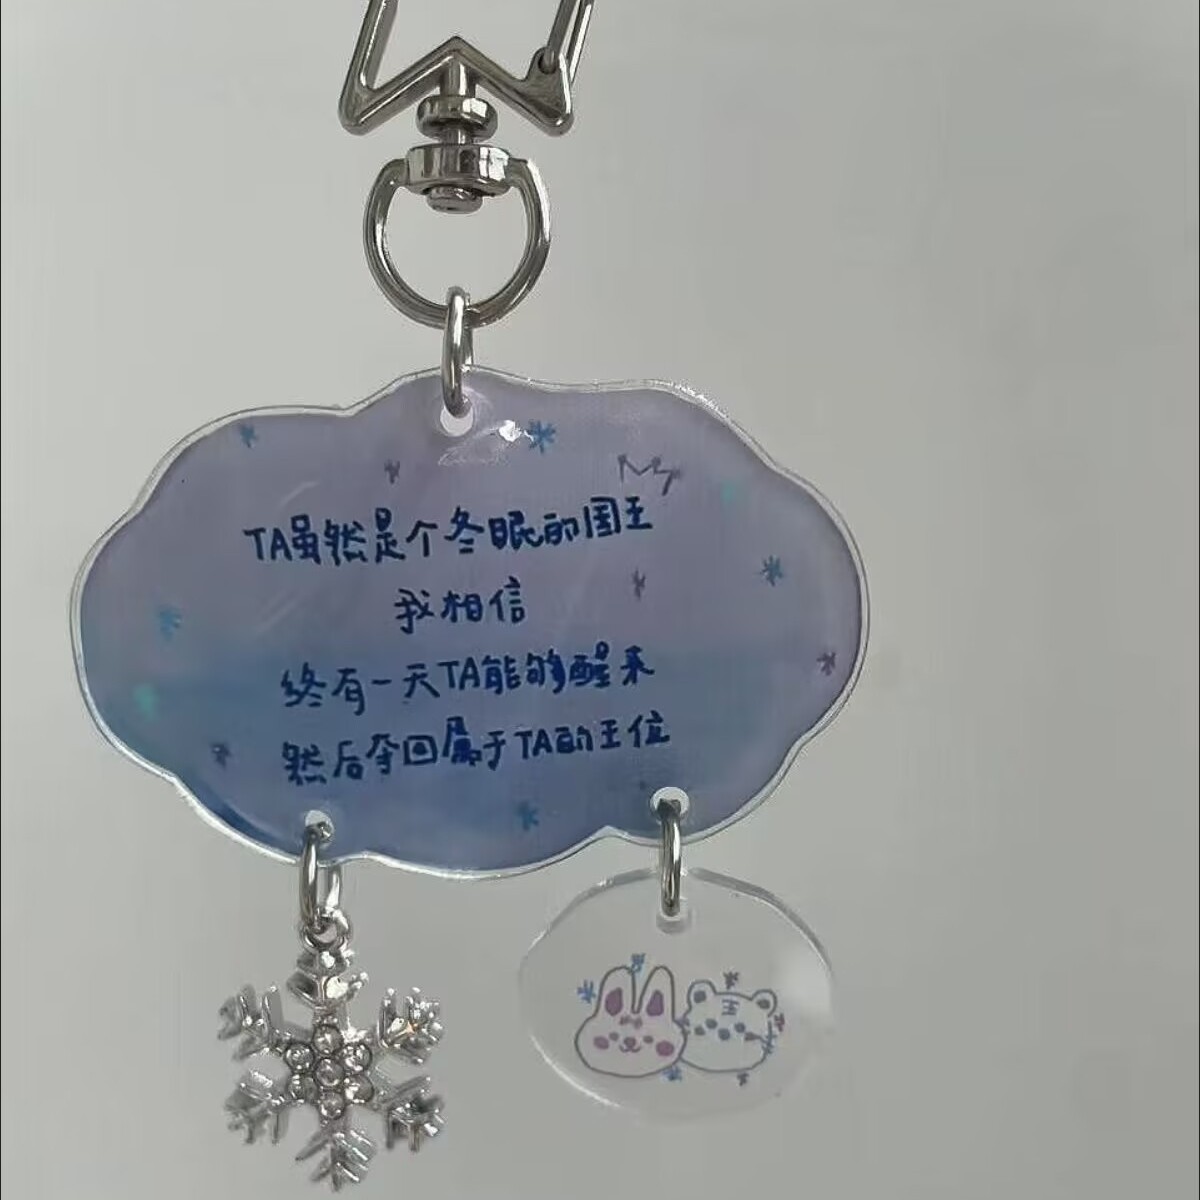 TA虽然是个冬眠的国王
我相信
终有一天TA能够醒来
然后夺回属于TA的王位
王